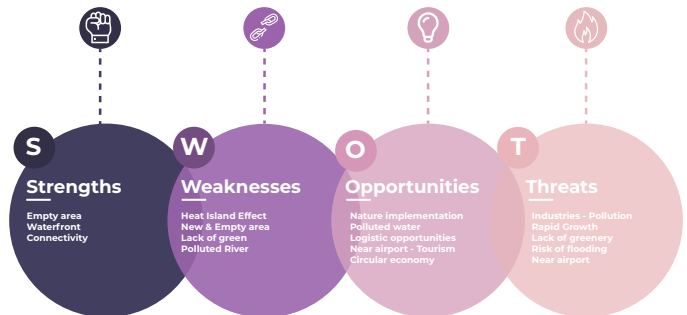 S
Strengths
Empty area
Waterfront
Connectivity
W
Weaknesses
Heat Island Effect
New & Empty area
Lack of green
Polluted River
O
Opportunities
Nature implementation
Polluted water
Logistic opportunities
Near airport - Tourism
Circular economy
T
Threats
Industries - Pollution
Rapid Growth
Lack of greenery
Risk of flooding
Near airport